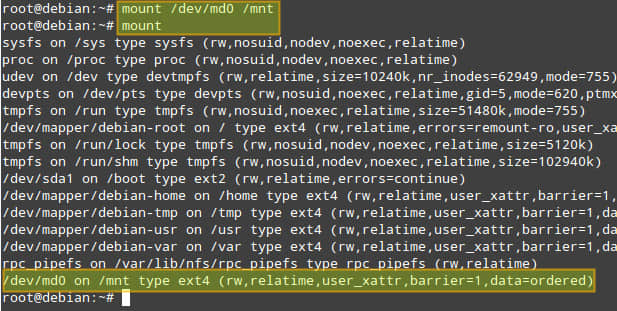 root@debian:~# mount /dev/md0 /mnt
root@debian:~# mount
sysfs on /sys type sysfs (rw,nosuid,nodev,noexec,relatime)
proc on /proc type proc (rw,nosuid,nodev,noexec,relatime)
udev on /dev type devtmpfs (rw,relatime,size=10240k,nr_inodes=62949,mode=755)
devpts on /dev/pts type devpts (rw,nosuid,noexec,relatime,gid=5,mode=620,ptmx
tmpfs on /run type tmpfs (rw,nosuid,noexec,relatime,size=51480k,mode=755)
/dev/mapper/debian-root on / type ext4 (rw,relatime,errors=remount-ro,user_xa
tmpfs on /run/lock type tmpfs (rw,nosuid,nodev,noexec,relatime,size=5120k)
tmpfs on /run/shm type tmpfs (rw,nosuid,nodev,noexec,relatime,size=102940k)
/dev/sda1 on /boot type ext2 (rw,relatime,errors=continue)
/dev/mapper/debian-home on /home type ext4 (rw,relatime,user_xattr,barrier=1,
/dev/mapper/debian-tmp on /tmp type ext4 (rw,relatime,user_xattr,barrier=1,da
/dev/mapper/debian-usr on /usr type ext4 (rw,relatime,user_xattr,barrier=1,da
/dev/mapper/debian-var on /var type ext4 (rw,relatime,user_xattr,barrier=1,da
rpc_pipefs on /var/lib/nfs/rpc_pipefs type rpc_pipefs (rw,relatime)
/dev/md0 on /mnt type ext4 (rw,relatime,user_xattr,barrier=1,data=ordered)
root@debian:~#